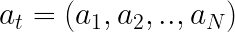 a_t = (a_1, a_2, .., a_N)